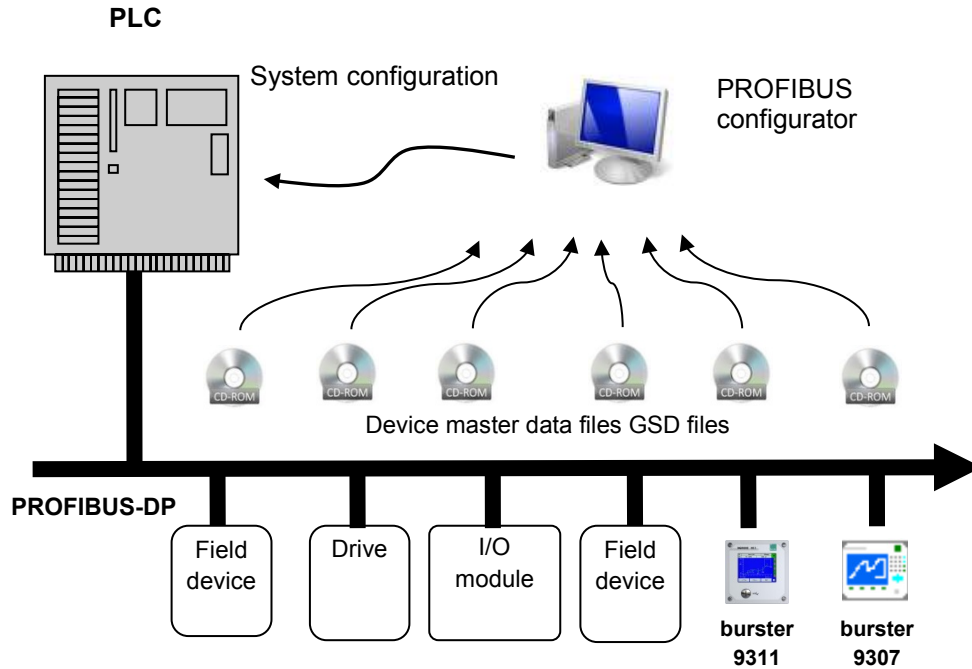 PLC
System configuration
PROFIBUS
configurator
CD-ROM
CD-ROM
CD-ROM
CD-ROM
CD-ROM
CD-ROM
Device master data files GSD files
PROFIBUS-DP
Field
device
Drive
I/O
module
Field
device
burster
9311
burster
9307